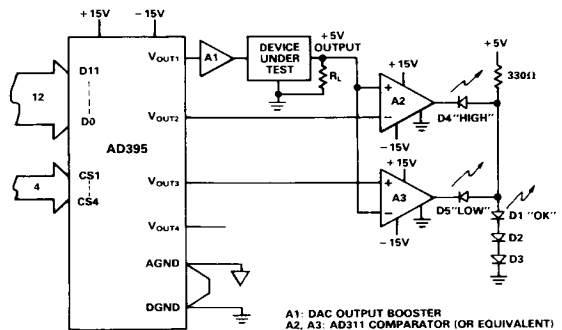 +15V
−15V
D11
12
D0
CS1
4
CS4
AD395
VOUT1
VOUT2
VOUT3
VOUT4
AGND
DGND
A1
DEVICE
UNDER
TEST
+5V
OUTPUT
RL
+15V
+
A2
−
−15V
D4 "HIGH"
+5V
330Ω
+15V
+
A3
−
−15V
D5 "LOW"
D1 "OK"
D2
D3
A1: DAC OUTPUT BOOSTER
A2, A3: AD311 COMPARATOR (OR EQUIVALENT)